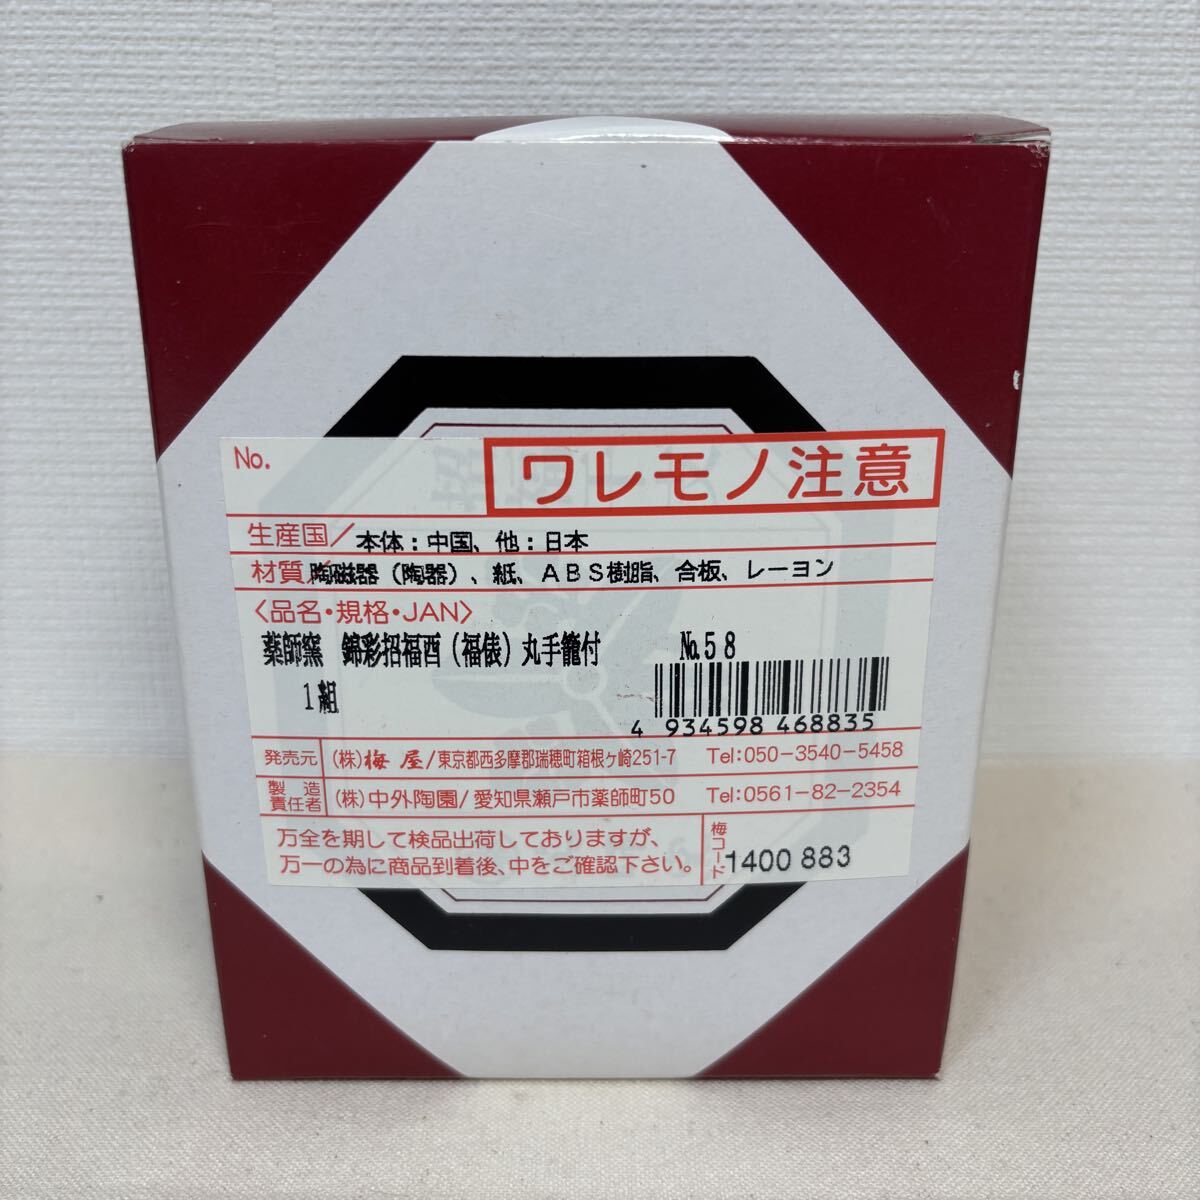 No.
ワレモノ注意
生産国/本体：中国、他：日本
材質/陶磁器（陶器）、紙、ABS樹脂、合板、レーヨン
〈品名・規格・JAN〉
薬師窯 錦彩招福酉（福俵）丸手籠付 No.58
1組
4 934598 468835
発売元 (株)梅屋/東京都西多摩郡瑞穂町箱根ヶ崎251-7 Tel:050-3540-5458
製造責任者 (株)中外陶園/愛知県瀬戸市薬師町50 Tel:0561-82-2354
万全を期して検品出荷しておりますが、
万一の為に商品到着後、中をご確認下さい。
梅コード 1400 883